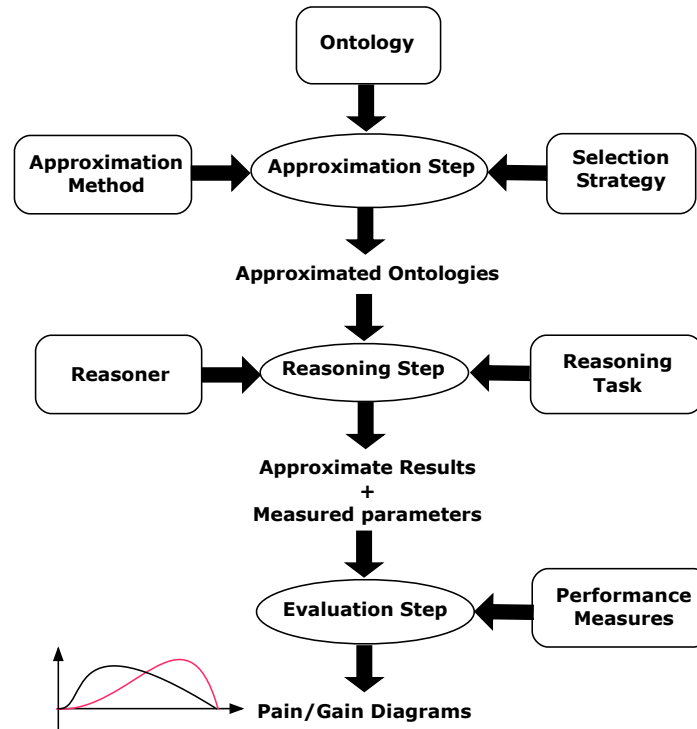 Ontology
Approximation
Method
Approximation Step
Selection
Strategy
Approximated Ontologies
Reasoner
Reasoning Step
Reasoning
Task
Approximate Results
+
Measured parameters
Evaluation Step
Performance
Measures
Pain/Gain Diagrams